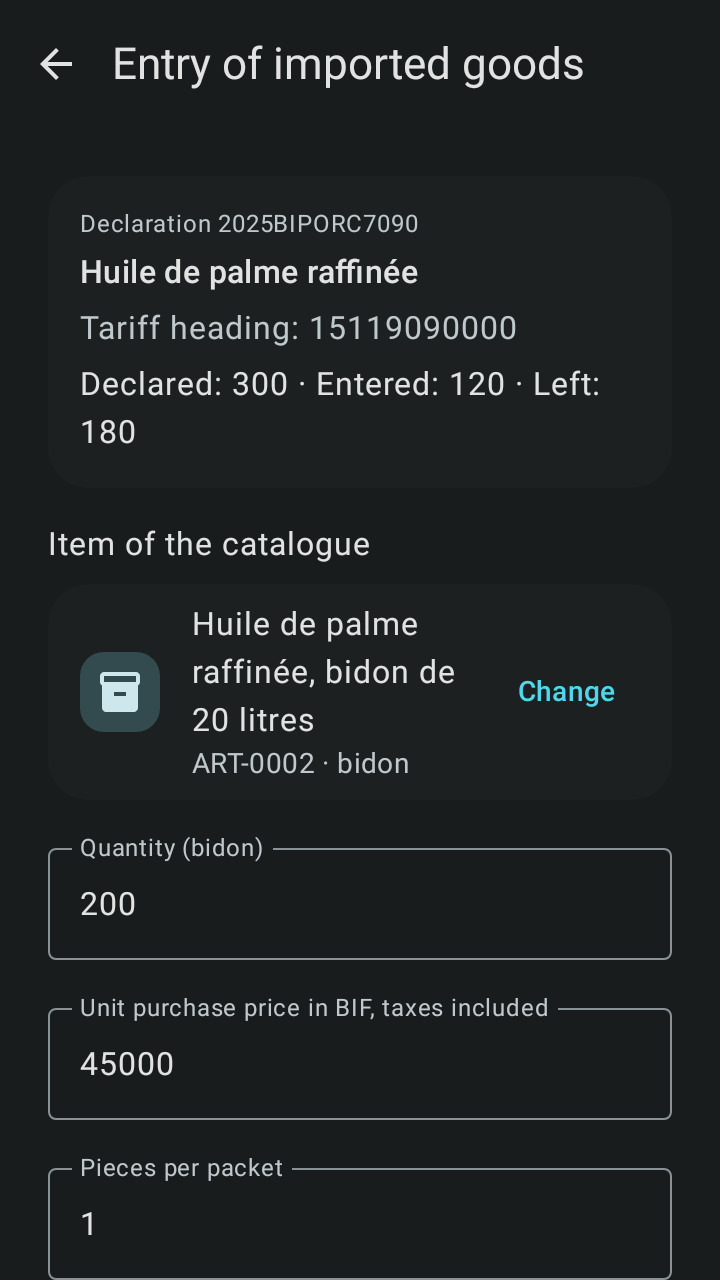 Entry of imported goods
Declaration 2025BIPORC7090
Huile de palme raffinée
Tariff heading: 15119090000
Declared: 300 · Entered: 120 · Left:
180
Item of the catalogue
Huile de palme
raffinée, bidon de
20 litres
ART-0002 · bidon
Change
Quantity (bidon)
200
Unit purchase price in BIF, taxes included
45000
Pieces per packet
1